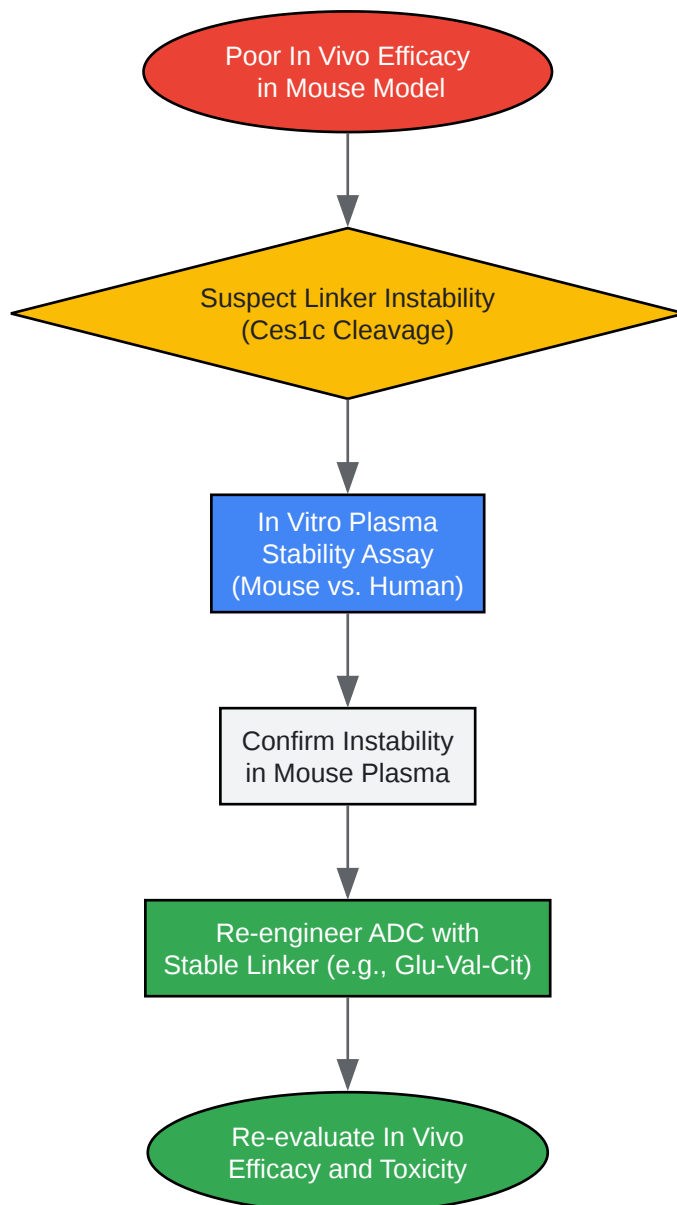 Poor In Vivo Efficacy
in Mouse Model
Suspect Linker Instability
(Ces1c Cleavage)
In Vitro Plasma
Stability Assay
(Mouse vs. Human)
Confirm Instability
in Mouse Plasma
Re-engineer ADC with
Stable Linker (e.g., Glu-Val-Cit)
Re-evaluate In Vivo
Efficacy and Toxicity